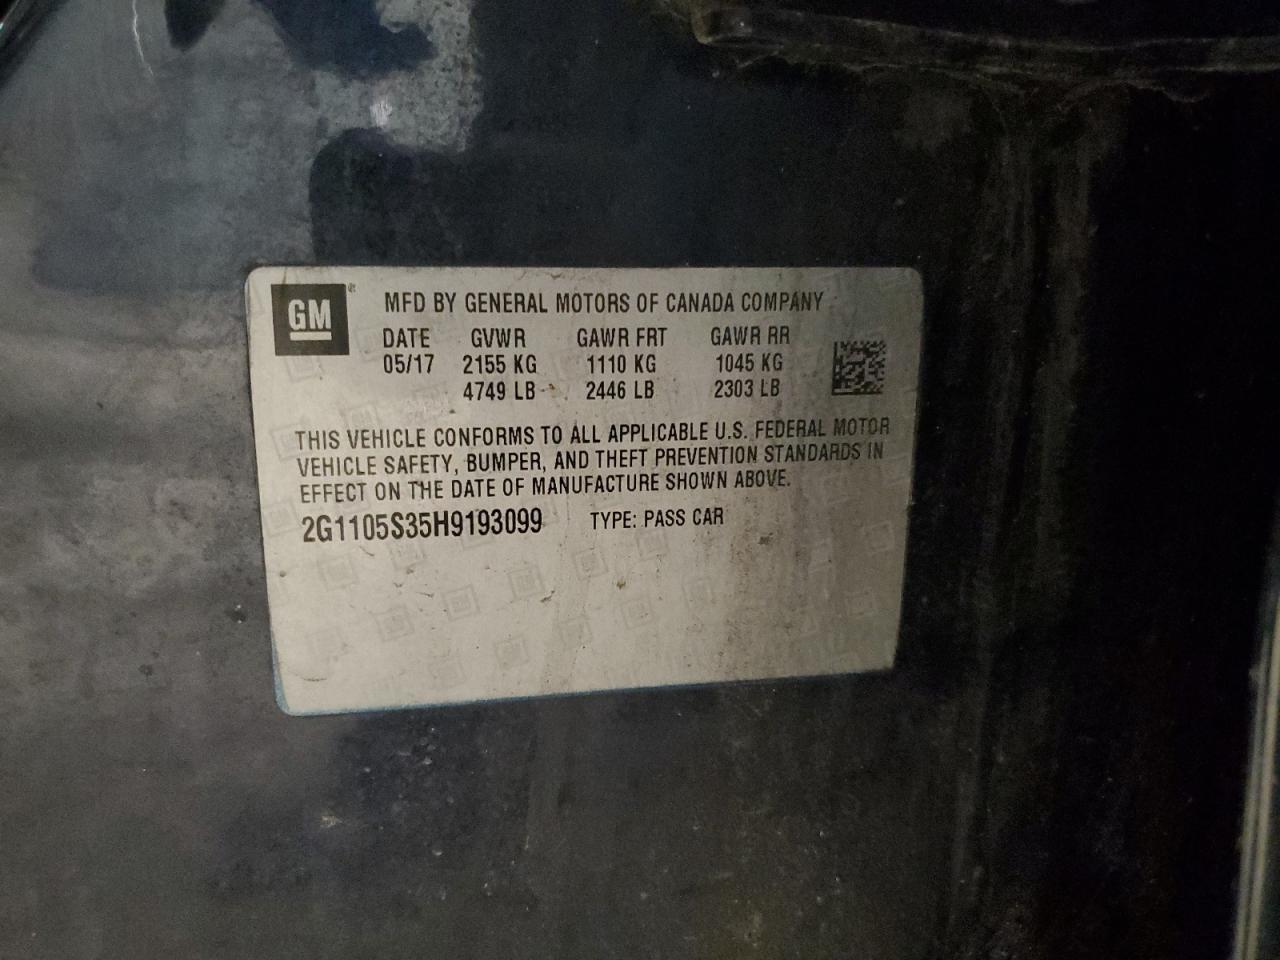 GM®
MFD BY GENERAL MOTORS OF CANADA COMPANY
DATE GVWR GAWR FRT GAWR RR
05/17 2155 KG 1110 KG 1045 KG
4749 LB 2446 LB 2303 LB
THIS VEHICLE CONFORMS TO ALL APPLICABLE U.S. FEDERAL MOTOR
VEHICLE SAFETY, BUMPER, AND THEFT PREVENTION STANDARDS IN
EFFECT ON THE DATE OF MANUFACTURE SHOWN ABOVE.
2G1105S35H9193099 TYPE: PASS CAR